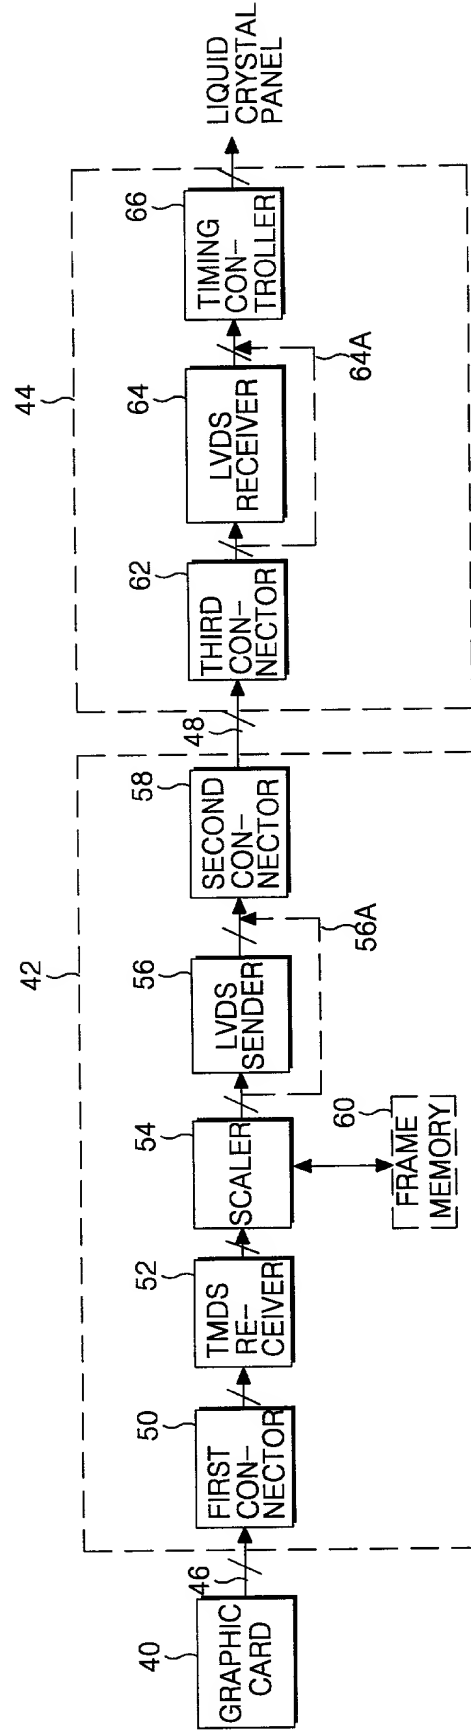 40
GRAPHIC
CARD
46
42
50
FIRST
CON-
NECTOR
52
TMDS
RE-
CEIVER
54
SCALER
60
FRAME
MEMORY
56
LVDS
SENDER
56A
58
SECOND
CON-
NECTOR
48
44
62
THIRD
CON-
NECTOR
64
LVDS
RECEIVER
64A
66
TIMING
CON-
TROLLER
LIQUID
CRYSTAL
PANEL